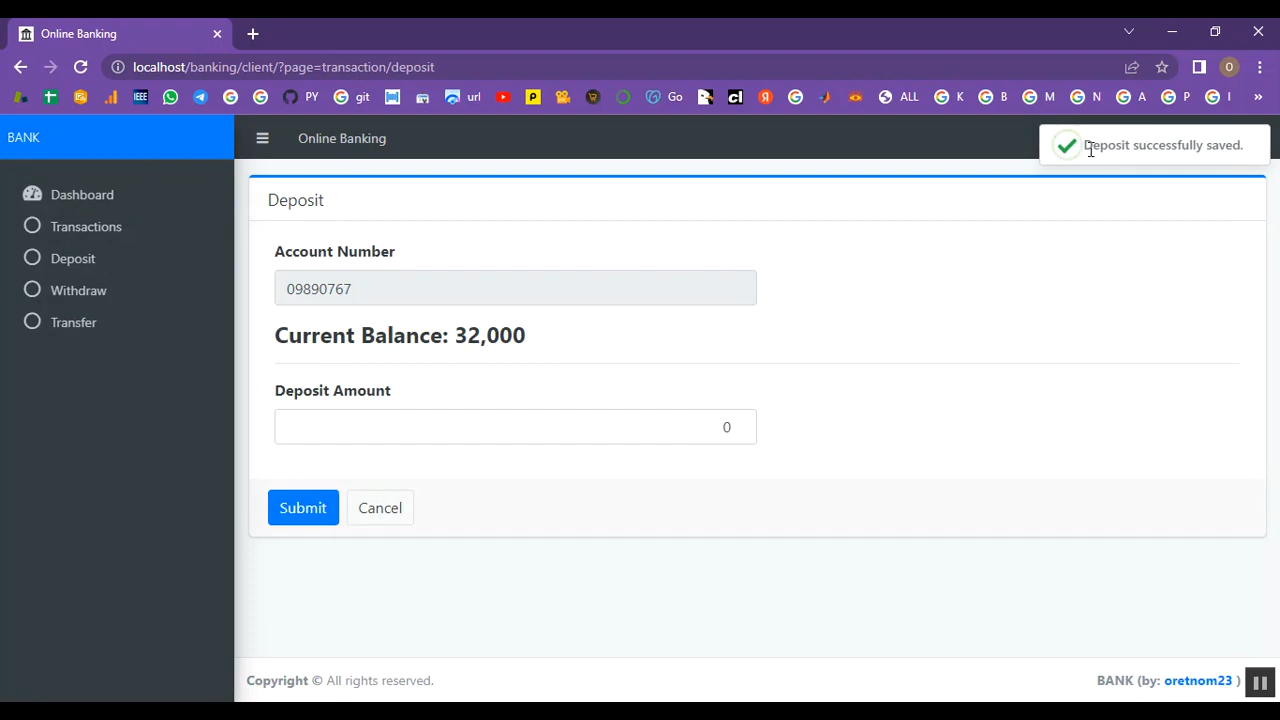 Online Banking
localhost/banking/client/?page=transaction/deposit
O
IEEE PY git url P Go cl Я ALL K B M N A P I »
BANK
Online Banking
Deposit successfully saved.
Dashboard
Transactions
Deposit
Withdraw
Transfer
Deposit
Account Number
09890767
Current Balance: 32,000
Deposit Amount
0
Submit Cancel
Copyright © All rights reserved.
BANK (by: oretnom23 )